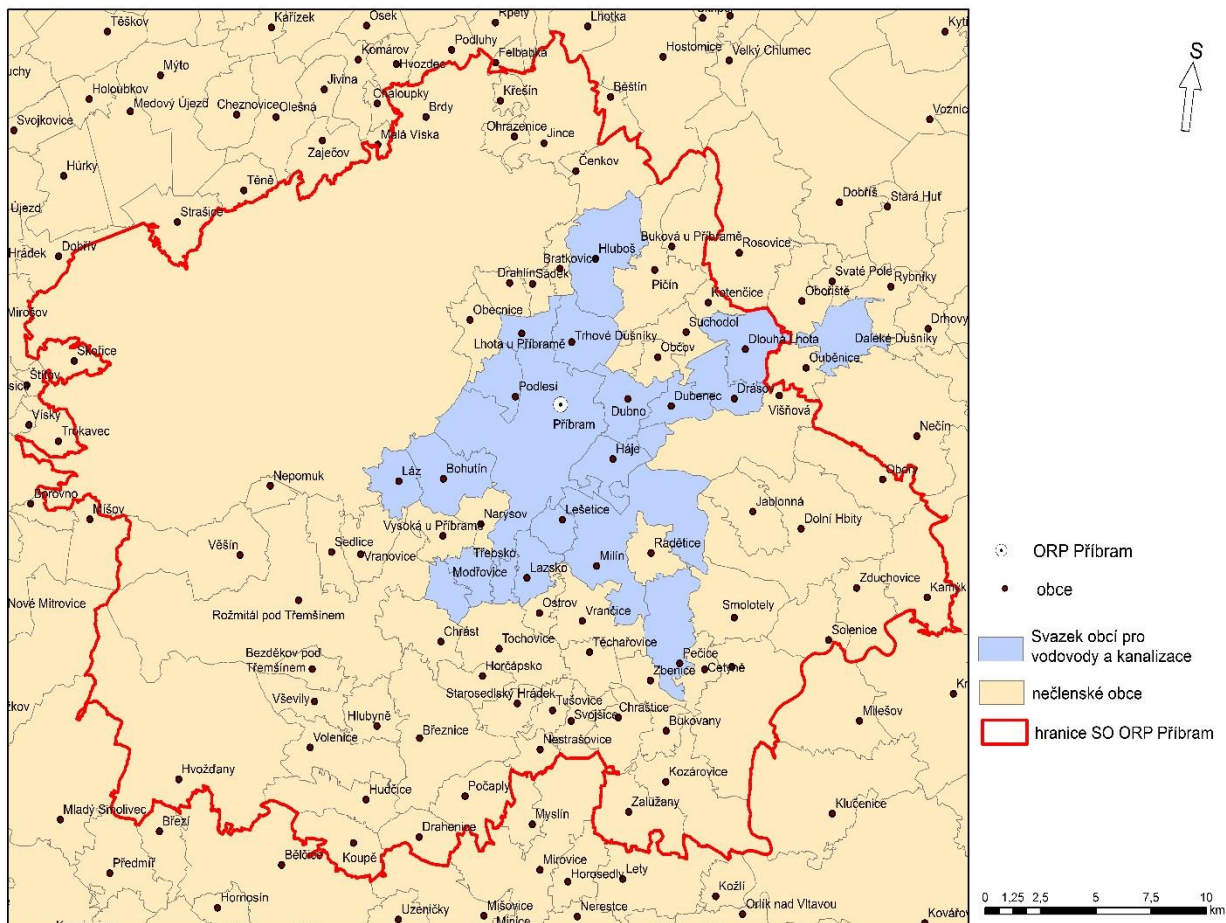 Těškov
Kařízek
Osek
Rpety
Lhotka
Komárov
Podluhy
Hostomice
Velký Chlumec
Mýto
Hvozdec
Felbabka
Holoubkov
Jivina
Křešín
Běštín
Medový Újezd
Cheznovice
Olešná
Chaloupky
Brdy
Svojkovice
Ohrazenice
Jince
Zaječov
Malá Víska
Čenkov
Hůrky
Těně
Dobříš
Stará Huť
Újezd
Strašice
Hrádek
Dobřív
Hluboš
Buková u Příbramě
Rosovice
Bratkovice
Drahlín
Sádek
Pičín
Svaté Pole
Rybníky
Mirošov
Obecnice
Kotenčice
Obořiště
Skořice
Lhota u Příbramě
Trhové Dušníky
Suchodol
Dlouhá Lhota
Daleké Dušníky
Drhovy
Občov
Ouběnice
Štítov
Podlesí
Příbram
Dubno
Dubenec
Drásov
Višňová
Vísky
Trokavec
Nečín
Láz
Bohutín
Háje
Obory
Nepomuk
Borovno
Míšov
Narysov
Lešetice
Jablonná
Dolní Hbity
Vysoká u Příbramě
Věšín
Sedlice
Vranovice
Třebsko
Milín
Radětice
Modřovice
Lazsko
Zduchovice
Kamýk
Nové Mitrovice
Rožmitál pod Třemšínem
Ostrov
Vrančice
Smolotely
Chrást
Tochovice
Těchařovice
Solenice
Bezděkov pod
Třemšínem
Horčápsko
Pečice
Zbenice
Cetyně
Vševily
Starosedlský Hrádek
Tušovice
Chraštice
Hlubyně
Svojšice
Bukovany
Milešov
Volenice
Březnice
Nestrašovice
Hvožďany
Kozárovice
Hudčice
Počaply
Zalužany
Klučenice
Mladý Smolivec
Březí
Drahenice
Myslín
Předmíř
Bělčice
Koupě
Mirovice
Horosedly
Lety
Kožlí
Hornosín
Uzeničky
Mišovice
Nerestce
Orlík nad Vltavou
Minice
Kovářov
S
ORP Příbram
obce
Svazek obcí pro
vodovody a kanalizace
nečlenské obce
hranice SO ORP Příbram
0 1,25 2,5 5 7,5 10
km